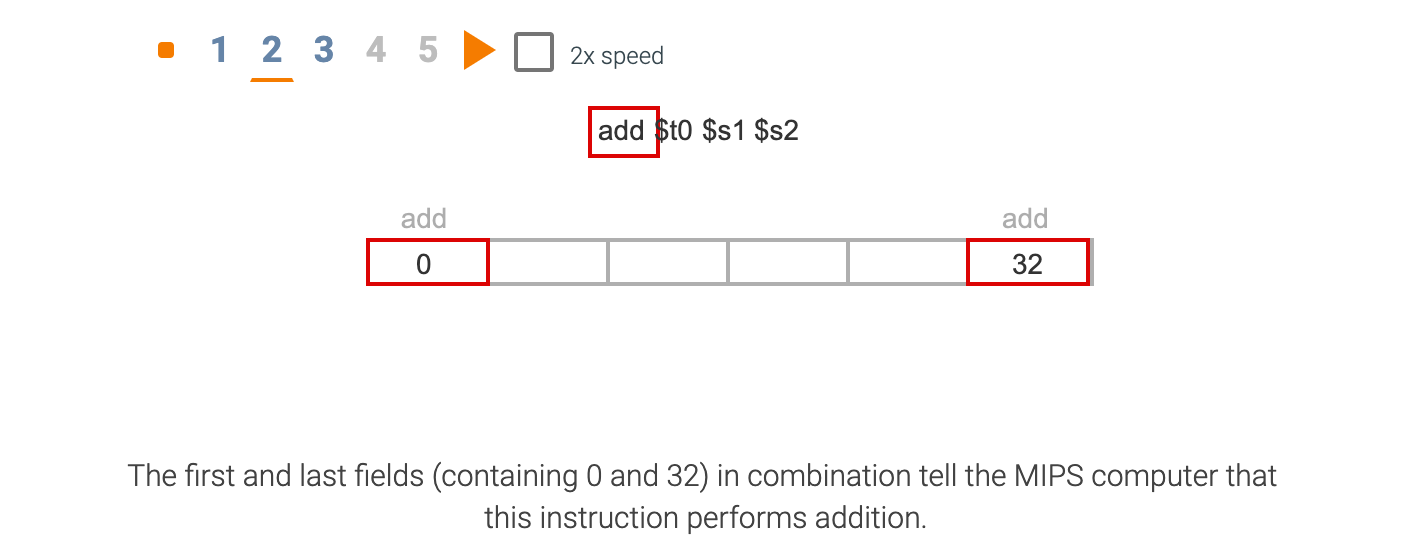 1 2 3 4 5 2x speed
add $t0 $s1 $s2
add add
0 32
The first and last fields (containing 0 and 32) in combination tell the MIPS computer that
this instruction performs addition.